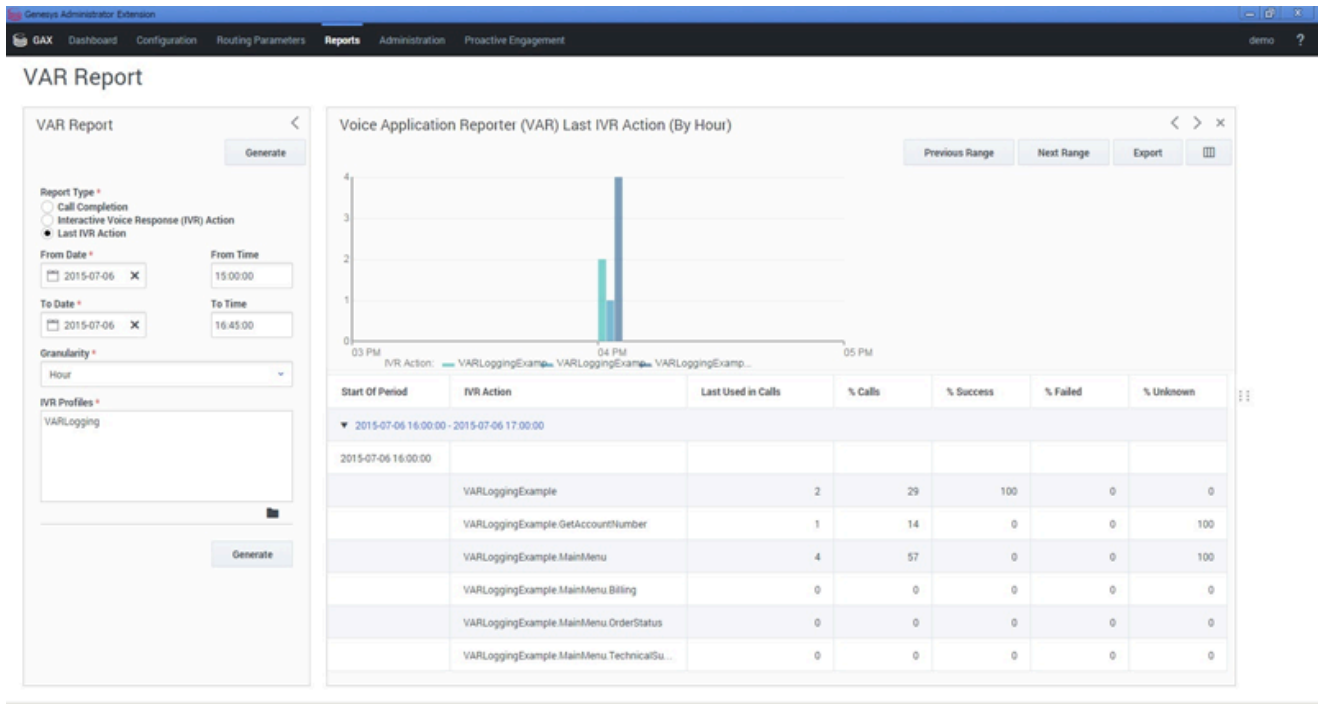 Genesys Administrator Extension
GAX Dashboard Configuration Routing Parameters Reports Administration Proactive Engagement demo ?
VAR Report
VAR Report
Generate
Report Type *
Call Completion
Interactive Voice Response (IVR) Action
Last IVR Action
From Date * From Time
2015-07-06 15:00:00
To Date * To Time
2015-07-06 16:45:00
Granularity *
Hour
IVR Profiles *
VARLogging
Generate
Voice Application Reporter (VAR) Last IVR Action (By Hour)
Previous Range Next Range Export
4
3
2
1
0
03 PM 04 PM 05 PM
IVR Action: VARLoggingExamp... VARLoggingExamp... VARLoggingExamp...
Start Of Period IVR Action Last Used in Calls % Calls % Success % Failed % Unknown
2015-07-06 16:00:00 - 2015-07-06 17:00:00
2015-07-06 16:00:00
VARLoggingExample 2 29 100 0 0
VARLoggingExample.GetAccountNumber 1 14 0 0 100
VARLoggingExample.MainMenu 4 57 0 0 100
VARLoggingExample.MainMenu.Billing 0 0 0 0 0
VARLoggingExample.MainMenu.OrderStatus 0 0 0 0 0
VARLoggingExample.MainMenu.TechnicalSu... 0 0 0 0 0